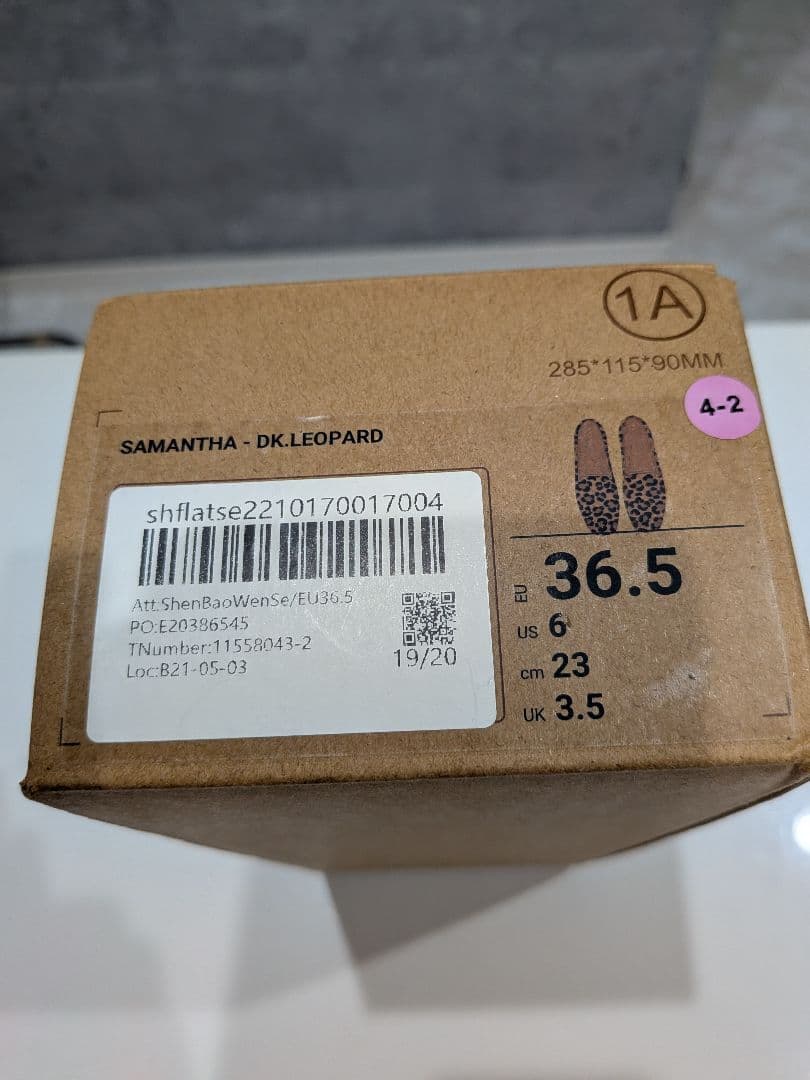 1A
285*115*90MM
4-2
SAMANTHA - DK.LEOPARD
shflatse2210170017004
Att:ShenBaoWenSe/EU36.5
PO:E20386545
TNumber:11558043-2
Loc:B21-05-03
19/20
EU 36.5
US 6
cm 23
UK 3.5